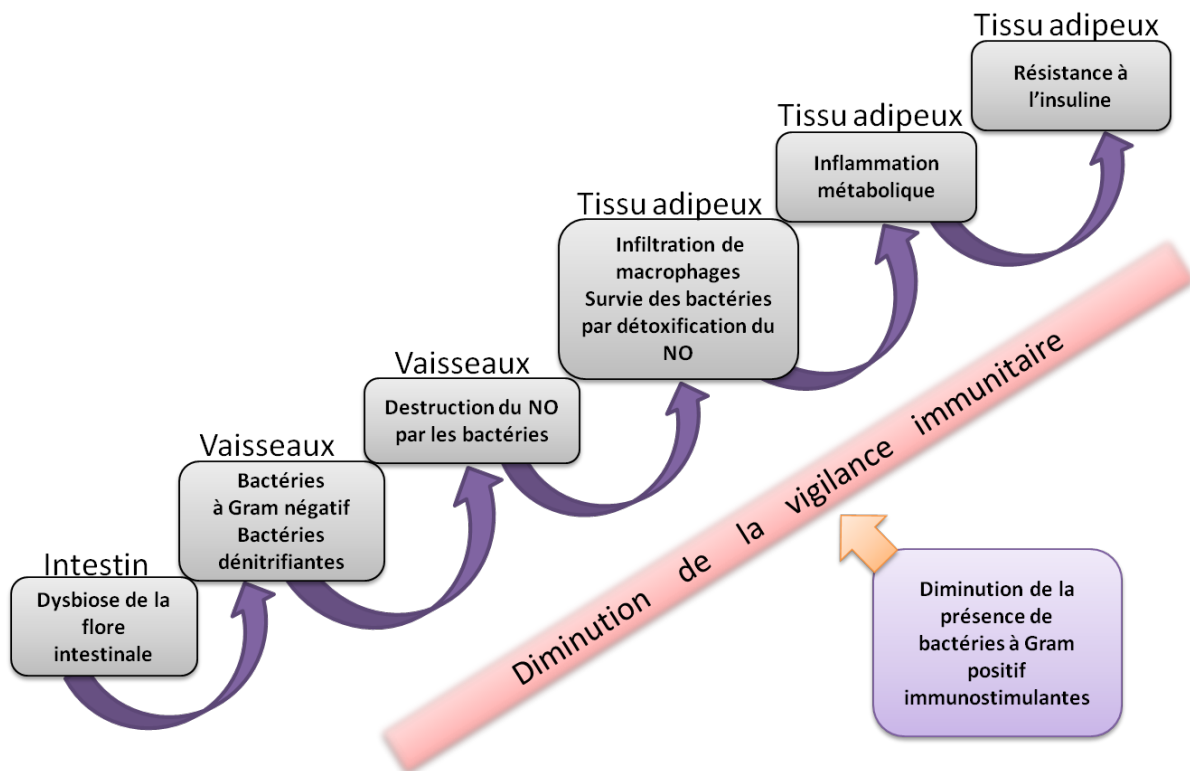 Intestin
Dysbiose de la
flore
intestinale
Vaisseaux
Bactéries
à Gram négatif
Bactéries
dénitrifiantes
Vaisseaux
Destruction du NO
par les bactéries
Tissu adipeux
Infiltration de
macrophages
Survie des bactéries
par détoxification du
NO
Tissu adipeux
Inflammation
métabolique
Tissu adipeux
Résistance à
l’insuline
Diminution de la vigilance immunitaire
Diminution de la
présence de
bactéries à Gram
positif
immunostimulantes